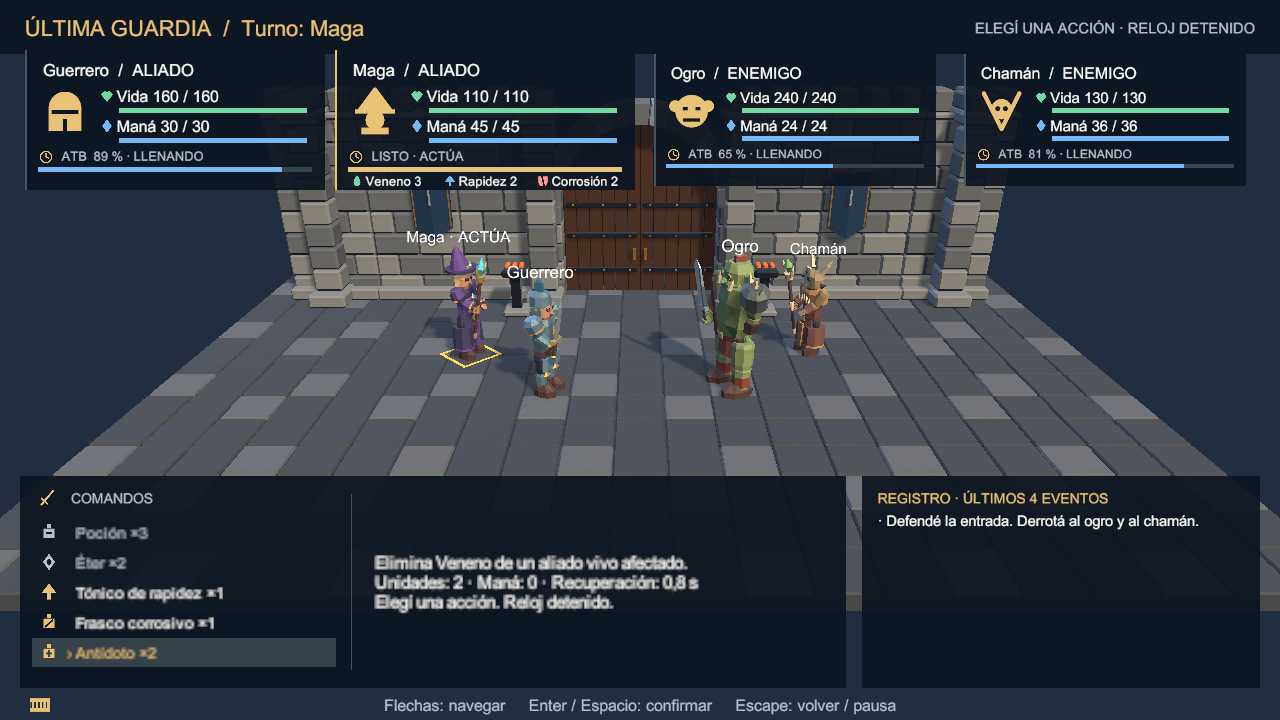 ÚLTIMA GUARDIA / Turno: Maga
ELEGÍ UNA ACCIÓN · RELOJ DETENIDO
Guerrero / ALIADO
Vida 160 / 160
Maná 30 / 30
ATB 89 % · LLENANDO
Maga / ALIADO
Vida 110 / 110
Maná 45 / 45
LISTO · ACTÚA
Veneno 3 Rapidez 2 Corrosión 2
Ogro / ENEMIGO
Vida 240 / 240
Maná 24 / 24
ATB 65 % · LLENANDO
Chamán / ENEMIGO
Vida 130 / 130
Maná 36 / 36
ATB 81 % · LLENANDO
Maga · ACTÚA
Guerrero
Ogro
Chamán
COMANDOS
Poción ×3
Éter ×2
Tónico de rapidez ×1
Frasco corrosivo ×1
› Antídoto ×2
Elimina Veneno de un aliado vivo afectado.
Unidades: 2 · Maná: 0 · Recuperación: 0,8 s
Elegí una acción. Reloj detenido.
REGISTRO · ÚLTIMOS 4 EVENTOS
· Defendé la entrada. Derrotá al ogro y al chamán.
Flechas: navegar Enter / Espacio: confirmar Escape: volver / pausa